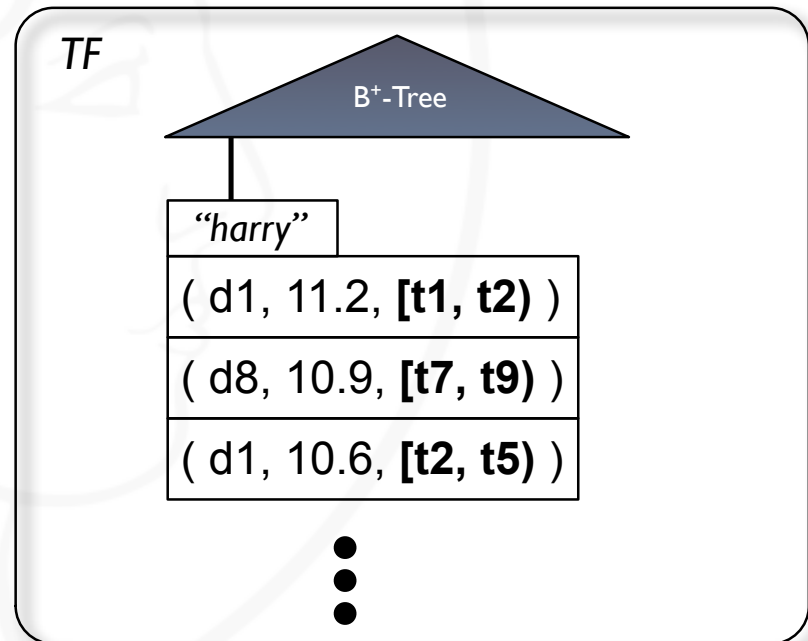 TF
B⁺-Tree
“harry”
( d1, 11.2, [t1, t2) )
( d8, 10.9, [t7, t9) )
( d1, 10.6, [t2, t5) )